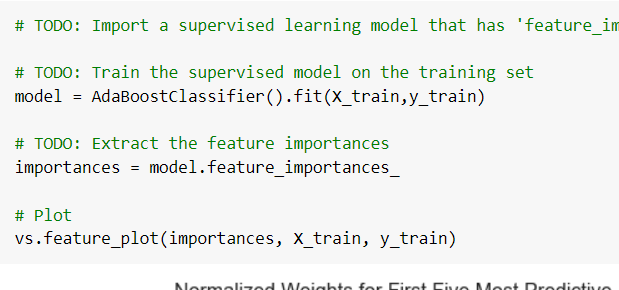 # TODO: Import a supervised learning model that has 'feature_im
# TODO: Train the supervised model on the training set
model = AdaBoostClassifier().fit(X_train,y_train)
# TODO: Extract the feature importances
importances = model.feature_importances_
# Plot
vs.feature_plot(importances, X_train, y_train)
Normalized Weights for First Five Most Predictive